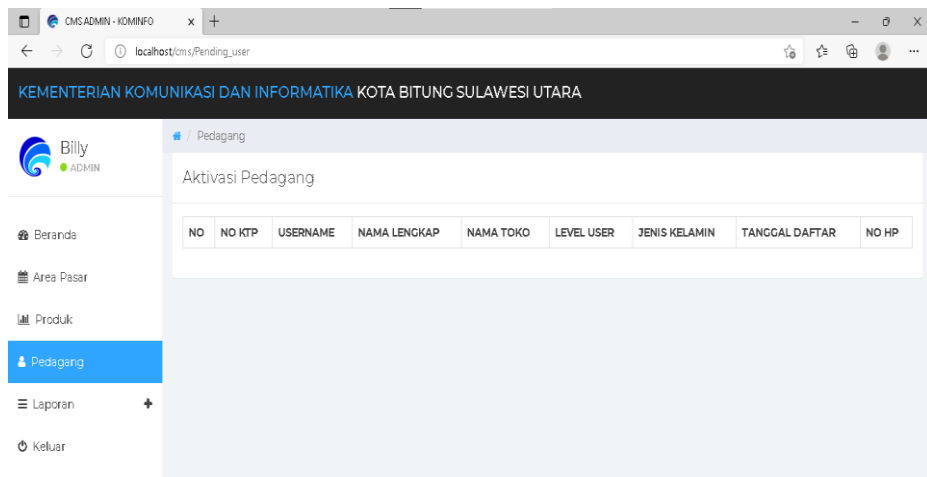 CMS ADMIN - KOMINFO
localhost/cms/Pending_user
KEMENTERIAN KOMUNIKASI DAN INFORMATIKA KOTA BITUNG SULAWESI UTARA
Billy
ADMIN
/ Pedagang
Aktivasi Pedagang
NO NO KTP USERNAME NAMA LENGKAP NAMA TOKO LEVEL USER JENIS KELAMIN TANGGAL DAFTAR NO HP
Beranda
Area Pasar
Produk
Pedagang
Laporan
Keluar